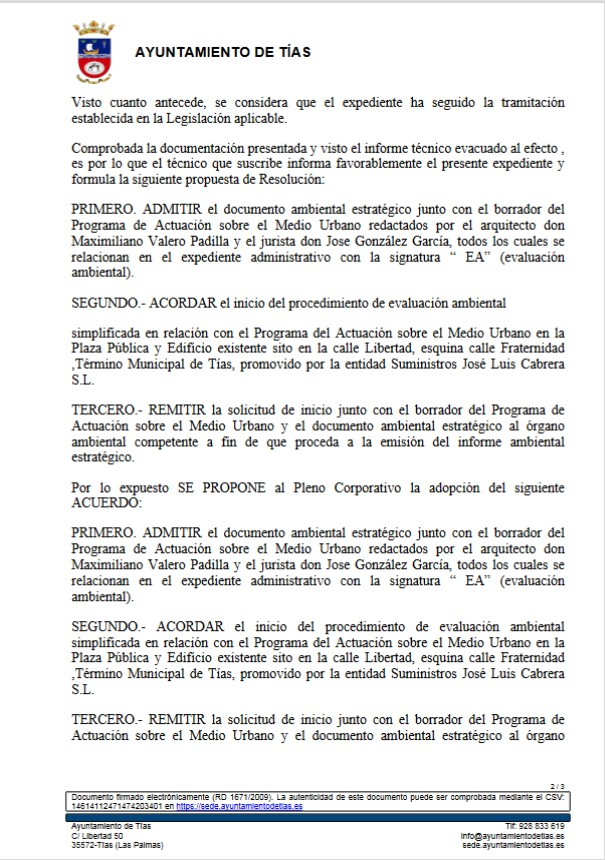 AYUNTAMIENTO DE TÍAS
Visto cuanto antecede, se considera que el expediente ha seguido la tramitación
establecida en la Legislación aplicable.
Comprobada la documentación presentada y visto el informe técnico evacuado al efecto ,
es por lo que el técnico que suscribe informa favorablemente el presente expediente y
formula la siguiente propuesta de Resolución:
PRIMERO. ADMITIR el documento ambiental estratégico junto con el borrador del
Programa de Actuación sobre el Medio Urbano redactados por el arquitecto don
Maximiliano Valero Padilla y el jurista don Jose González García, todos los cuales se
relacionan en el expediente administrativo con la signatura “ EA” (evaluación
ambiental).
SEGUNDO.- ACORDAR el inicio del procedimiento de evaluación ambiental
simplificada en relación con el Programa del Actuación sobre el Medio Urbano en la
Plaza Pública y Edificio existente sito en la calle Libertad, esquina calle Fraternidad
,Término Municipal de Tías, promovido por la entidad Suministros José Luis Cabrera
S.L.
TERCERO.- REMITIR la solicitud de inicio junto con el borrador del Programa de
Actuación sobre el Medio Urbano y el documento ambiental estratégico al órgano
ambiental competente a fin de que proceda a la emisión del informe ambiental
estratégico.
Por lo expuesto SE PROPONE al Pleno Corporativo la adopción del siguiente
ACUERDO:
PRIMERO. ADMITIR el documento ambiental estratégico junto con el borrador del
Programa de Actuación sobre el Medio Urbano redactados por el arquitecto don
Maximiliano Valero Padilla y el jurista don Jose González García, todos los cuales se
relacionan en el expediente administrativo con la signatura “ EA” (evaluación
ambiental).
SEGUNDO.- ACORDAR el inicio del procedimiento de evaluación ambiental
simplificada en relación con el Programa del Actuación sobre el Medio Urbano en la
Plaza Pública y Edificio existente sito en la calle Libertad, esquina calle Fraternidad
,Término Municipal de Tías, promovido por la entidad Suministros José Luis Cabrera
S.L.
TERCERO.- REMITIR la solicitud de inicio junto con el borrador del Programa de
Actuación sobre el Medio Urbano y el documento ambiental estratégico al órgano
2 / 3
Documento firmado electrónicamente (RD 1671/2009). La autenticidad de este documento puede ser comprobada mediante el CSV:
14614112471474203401 en https://sede.ayuntamientodetias.es
Ayuntamiento de Tías Tlf: 928 833 619
C/ Libertad 50 info@ayuntamientodetias.es
35572-Tías (Las Palmas) sede.ayuntamientodetias.es